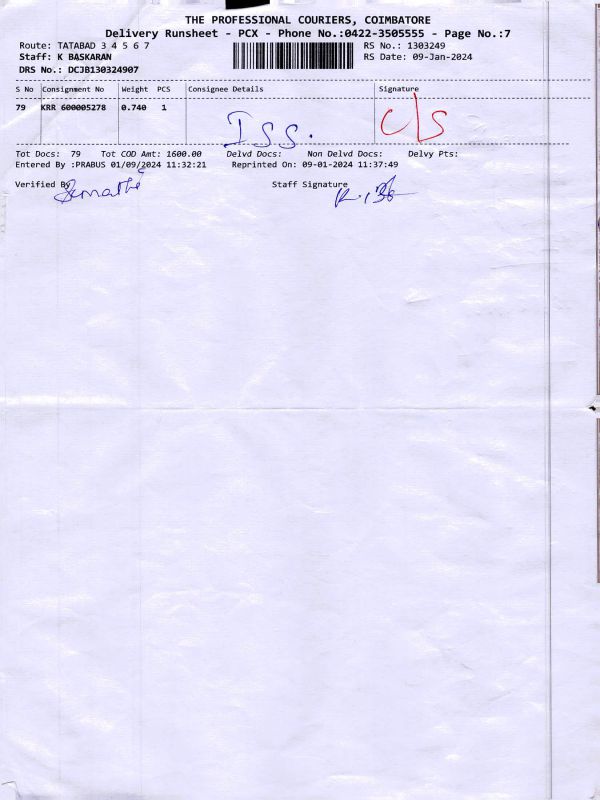 THE PROFESSIONAL COURIERS, COIMBATORE
Delivery Runsheet - PCX - Phone No.:0422-3505555 - Page No.:7
Route: TATABAD 3 4 5 6 7 RS No.: 1303249
Staff: K BASKARAN RS Date: 09-Jan-2024
DRS No.: DCJB130324907
S No Consignment No Weight PCS Consignee Details Signature
79 KRR 600005278 0.740 1
ISS. C/S
Tot Docs: 79 Tot COD Amt: 1600.00 Delvd Docs: Non Delvd Docs: Delvy Pts:
Entered By :PRABUS 01/09/2024 11:32:21 Reprinted On: 09-01-2024 11:37:49
Verified By Staff Signature